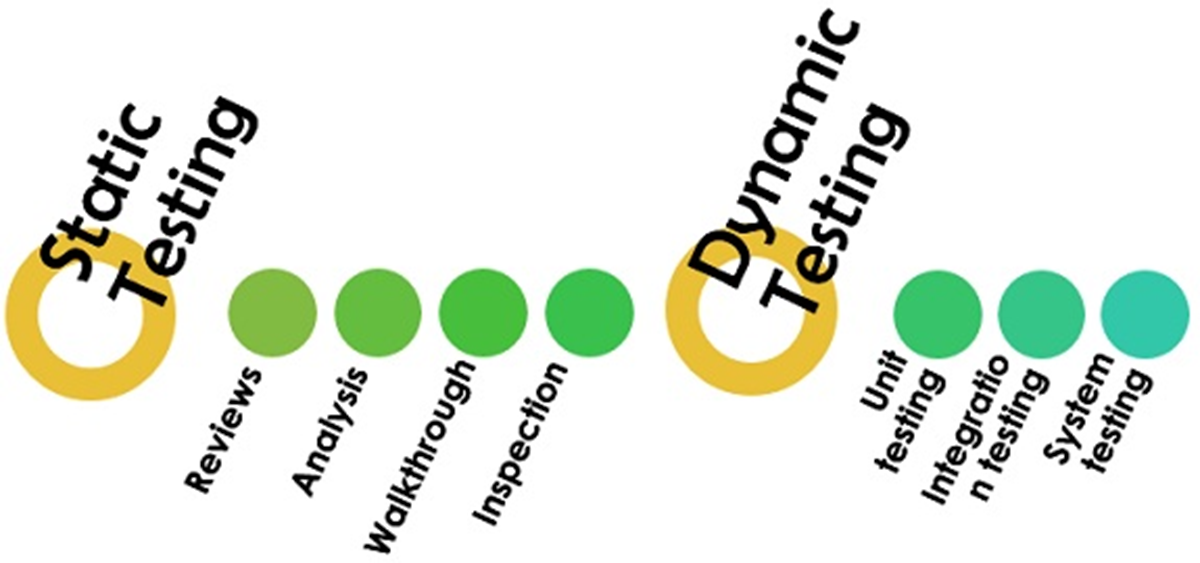 Static
Testing
Reviews
Analysis
Walkthrough
Inspection
Dynamic
Testing
Unit
testing
Integratio
n testing
System
testing